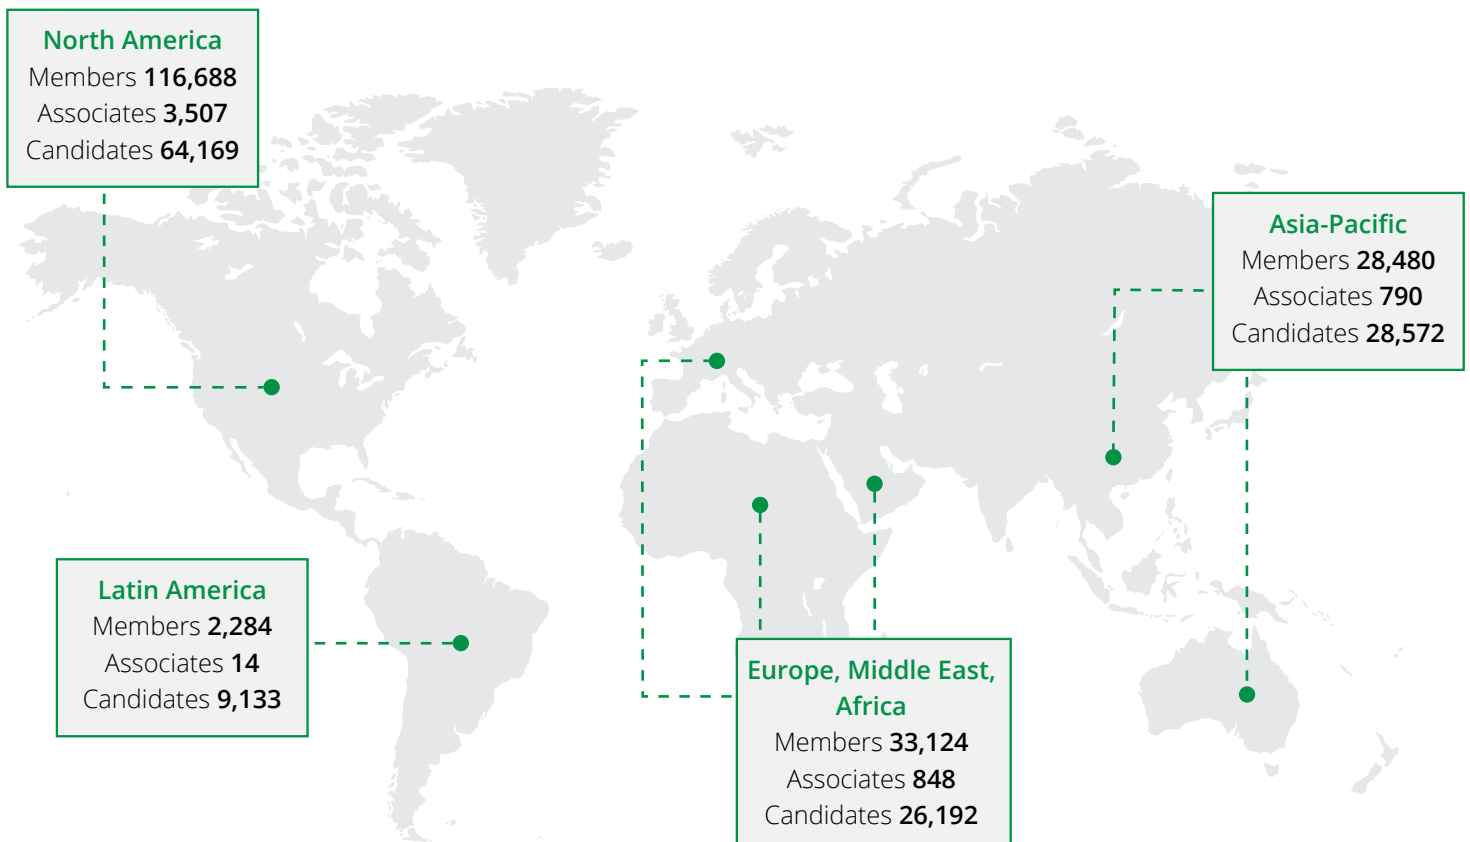 North America
Members 116,688
Associates 3,507
Candidates 64,169
Asia-Pacific
Members 28,480
Associates 790
Candidates 28,572
Latin America
Members 2,284
Associates 14
Candidates 9,133
Europe, Middle East,
Africa
Members 33,124
Associates 848
Candidates 26,192